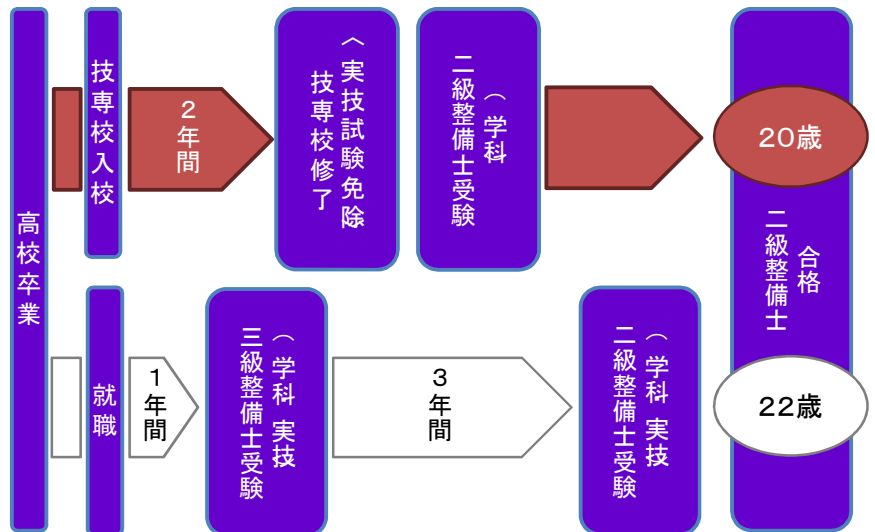 高校卒業
技専校入校
2年間
技専校修了
〈実技試験免除
二級整備士受験
（学科
20歳
就職
1年間
三級整備士受験
（学科 実技
3年間
二級整備士受験
（学科 実技
22歳
二級整備士
合格